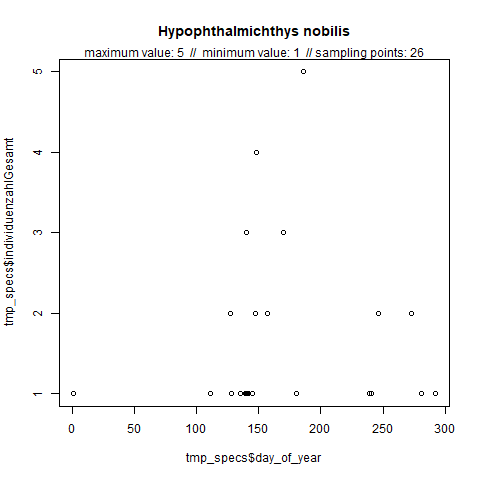 Hypophthalmichthys nobilis
maximum value: 5 // minimum value: 1 // sampling points: 26
tmp_specs$individuenzahlGesamt
5
4
3
2
1
0 50 100 150 200 250 300
tmp_specs$day_of_year